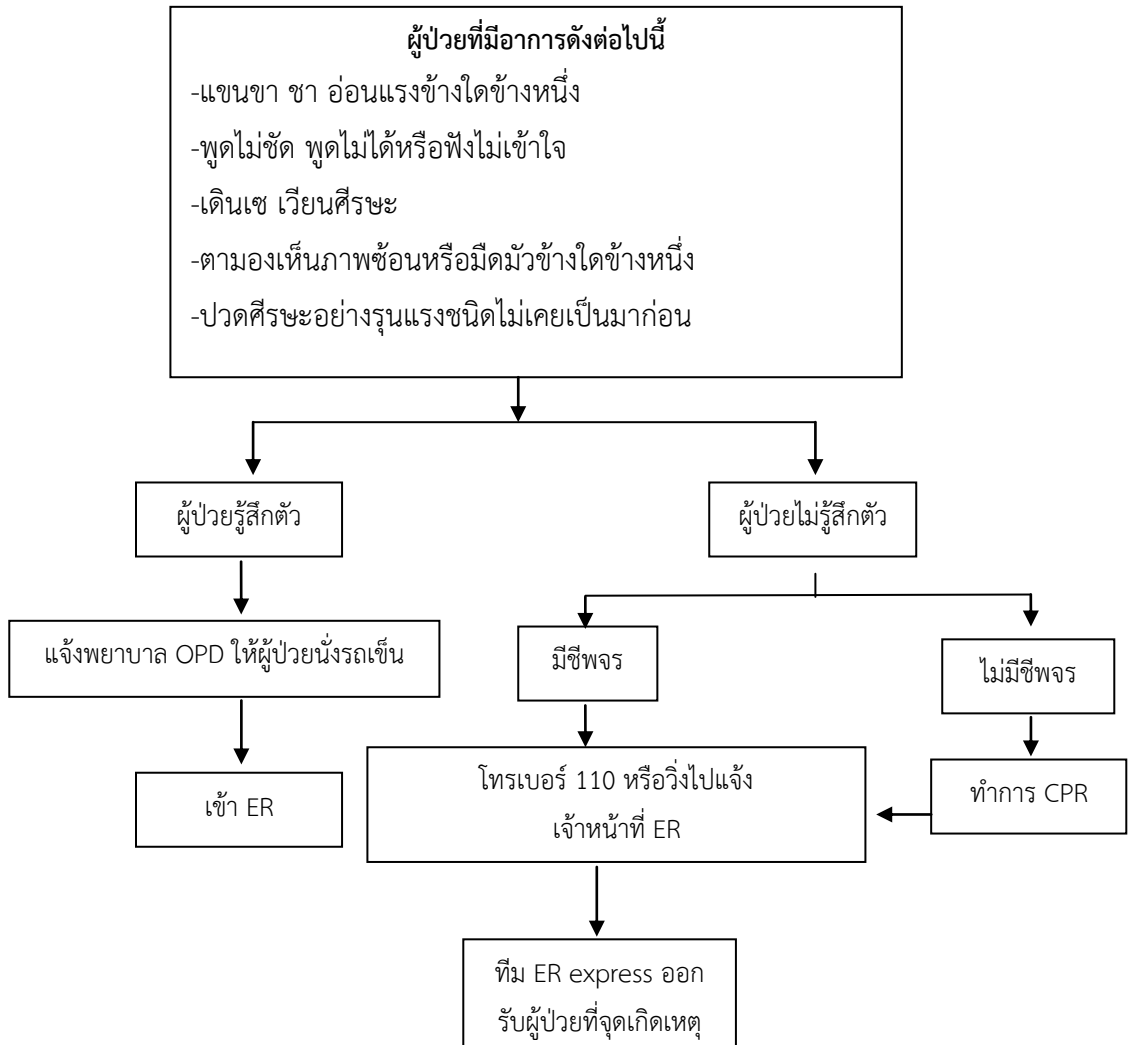 ผู้ป่วยที่มีอาการดังต่อไปนี้
-แขนขา ชา อ่อนแรงข้างใดข้างหนึ่ง
-พูดไม่ชัด พูดไม่ได้หรือฟังไม่เข้าใจ
-เดินเซ เวียนศีรษะ
-ตามองเห็นภาพซ้อนหรือมืดมัวข้างใดข้างหนึ่ง
-ปวดศีรษะอย่างรุนแรงชนิดไม่เคยเป็นมาก่อน
ผู้ป่วยรู้สึกตัว
ผู้ป่วยไม่รู้สึกตัว
แจ้งพยาบาล OPD ให้ผู้ป่วยนั่งรถเข็น
มีชีพจร
ไม่มีชีพจร
เข้า ER
โทรเบอร์ 110 หรือวิ่งไปแจ้ง
เจ้าหน้าที่ ER
ทำการ CPR
ทีม ER express ออก
รับผู้ป่วยที่จุดเกิดเหตุ